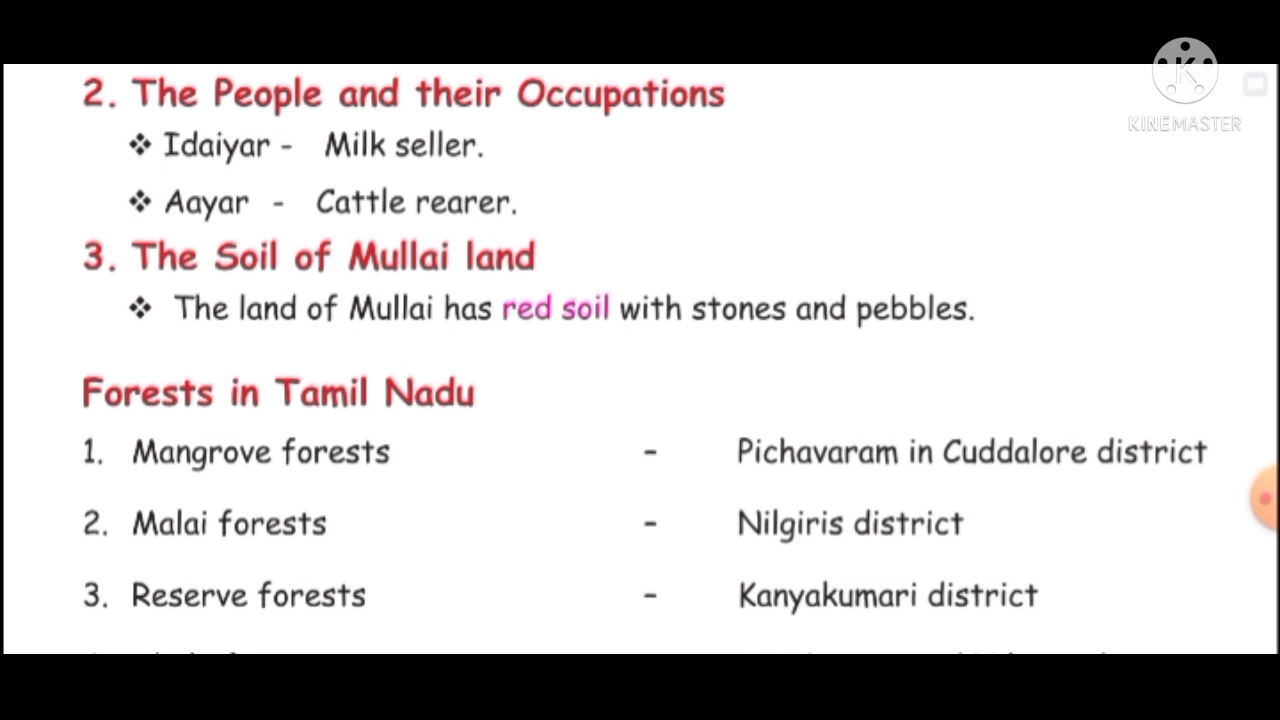 KINEMASTER
2. The People and their Occupations
❖ Idaiyar - Milk seller.
❖ Aayar - Cattle rearer.
3. The Soil of Mullai land
❖ The land of Mullai has red soil with stones and pebbles.
Forests in Tamil Nadu
1. Mangrove forests - Pichavaram in Cuddalore district
2. Malai forests - Nilgiris district
3. Reserve forests - Kanyakumari district